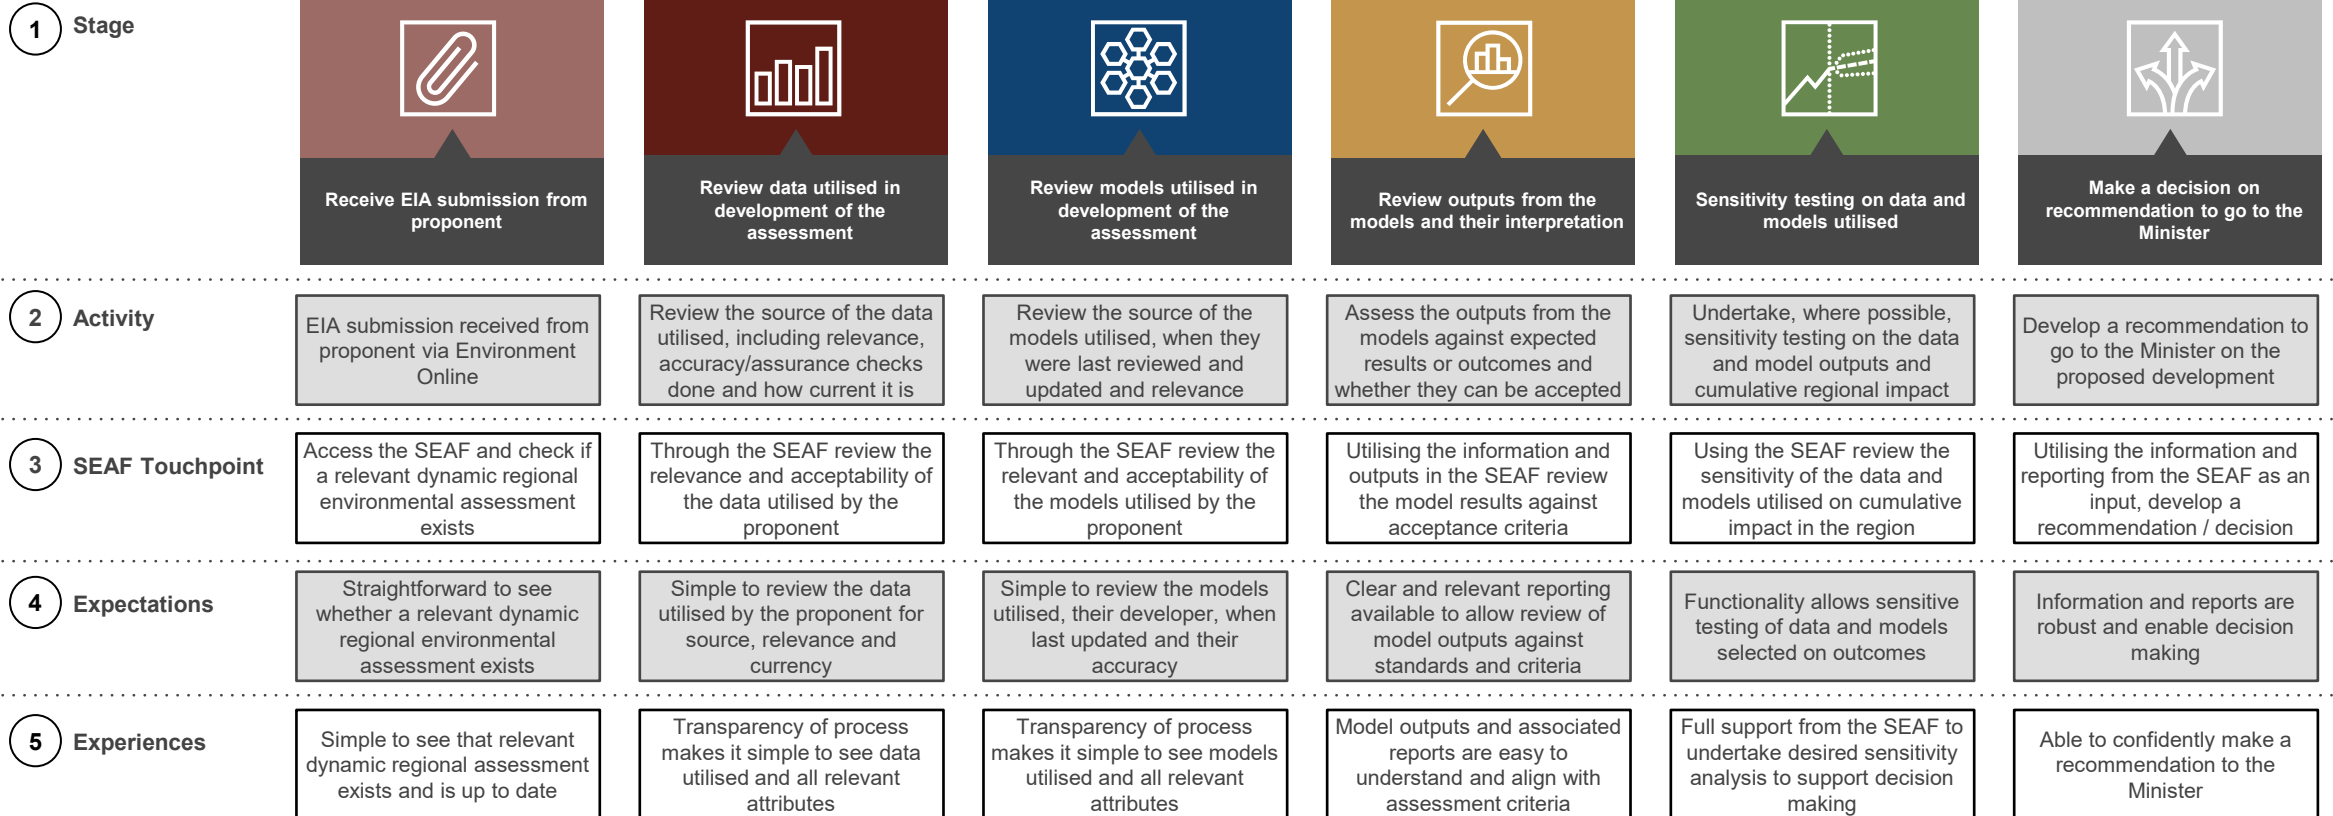 1 Stage
Receive EIA submission from
proponent
Review data utilised in
development of the
assessment
Review models utilised in
development of the
assessment
Review outputs from the
models and their interpretation
Sensitivity testing on data and
models utilised
Make a decision on
recommendation to go to the
Minister
2 Activity
EIA submission received from
proponent via Environment
Online
Review the source of the data
utilised, including relevance,
accuracy/assurance checks
done and how current it is
Review the source of the
models utilised, when they
were last reviewed and
updated and relevance
Assess the outputs from the
models against expected
results or outcomes and
whether they can be accepted
Undertake, where possible,
sensitivity testing on the data
and model outputs and
cumulative regional impact
Develop a recommendation to
go to the Minister on the
proposed development
3 SEAF Touchpoint
Access the SEAF and check if
a relevant dynamic regional
environmental assessment
exists
Through the SEAF review the
relevance and acceptability of
the data utilised by the
proponent
Through the SEAF review the
relevant and acceptability of
the models utilised by the
proponent
Utilising the information and
outputs in the SEAF review
the model results against
acceptance criteria
Using the SEAF review the
sensitivity of the data and
models utilised on cumulative
impact in the region
Utilising the information and
reporting from the SEAF as an
input, develop a
recommendation / decision
4 Expectations
Straightforward to see
whether a relevant dynamic
regional environmental
assessment exists
Simple to review the data
utilised by the proponent for
source, relevance and
currency
Simple to review the models
utilised, their developer, when
last updated and their
accuracy
Clear and relevant reporting
available to allow review of
model outputs against
standards and criteria
Functionality allows sensitive
testing of data and models
selected on outcomes
Information and reports are
robust and enable decision
making
5 Experiences
Simple to see that relevant
dynamic regional assessment
exists and is up to date
Transparency of process
makes it simple to see data
utilised and all relevant
attributes
Transparency of process
makes it simple to see models
utilised and all relevant
attributes
Model outputs and associated
reports are easy to
understand and align with
assessment criteria
Full support from the SEAF to
undertake desired sensitivity
analysis to support decision
making
Able to confidently make a
recommendation to the
Minister